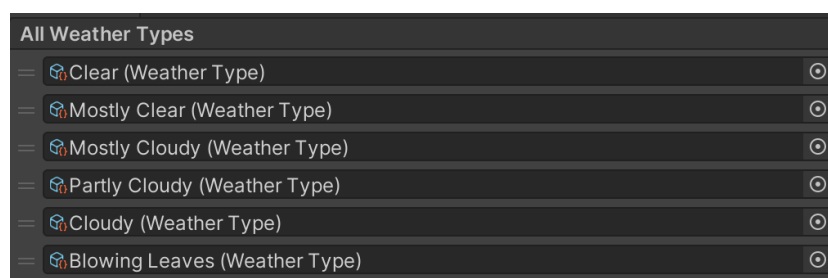 All Weather Types
Clear (Weather Type)
Mostly Clear (Weather Type)
Mostly Cloudy (Weather Type)
Partly Cloudy (Weather Type)
Cloudy (Weather Type)
Blowing Leaves (Weather Type)